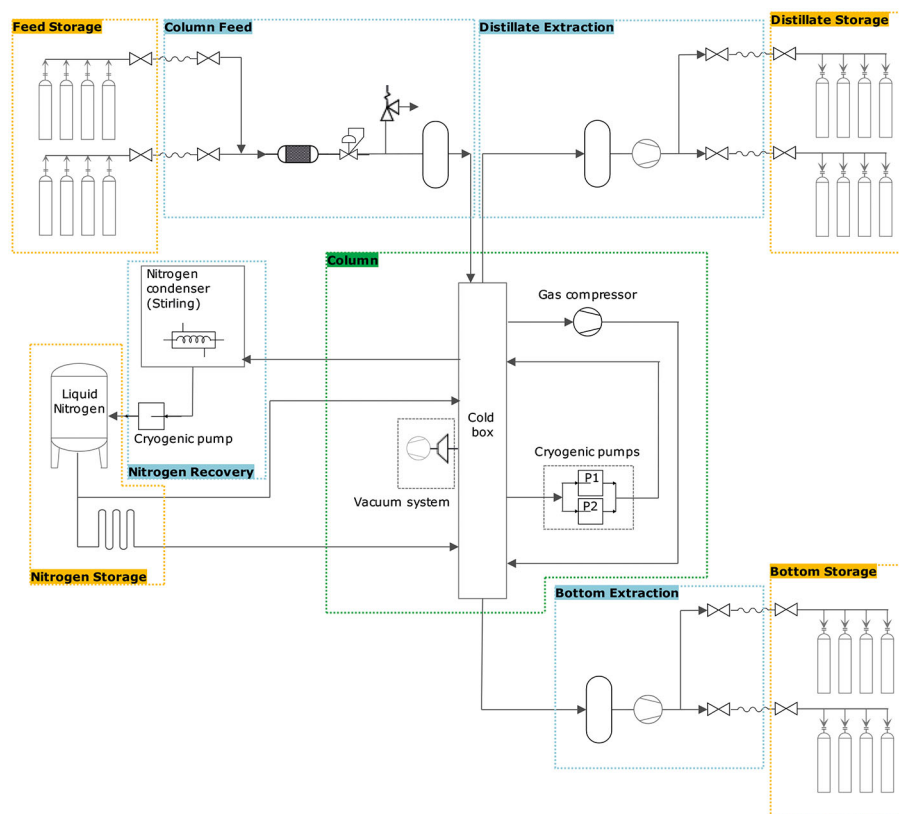 Feed Storage
Column Feed
Distillate Extraction
Distillate Storage
Column
Nitrogen
condenser
(Stirling)
Gas compressor
Liquid
Nitrogen
Cold
box
Cryogenic pump
Cryogenic pumps
Nitrogen Recovery
P1
Vacuum system
P2
Nitrogen Storage
Bottom Storage
Bottom Extraction